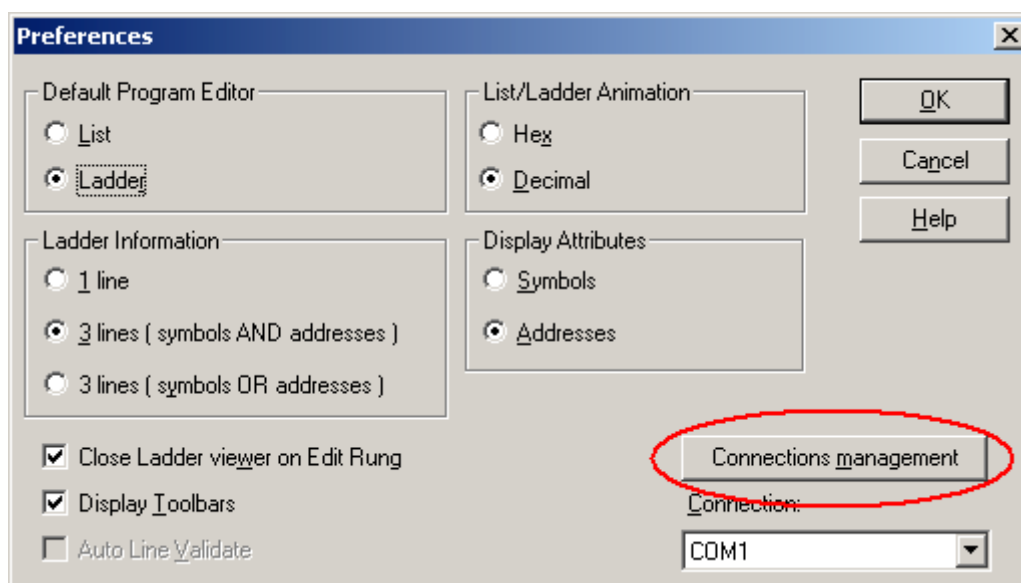 Preferences
Default Program Editor
List
Ladder
List/Ladder Animation
Hex
Decimal
OK
Cancel
Help
Ladder Information
1 line
3 lines ( symbols AND addresses )
3 lines ( symbols OR addresses )
Display Attributes
Symbols
Addresses
Close Ladder viewer on Edit Rung
Display Toolbars
Auto Line Validate
Connections management
Connection:
COM1